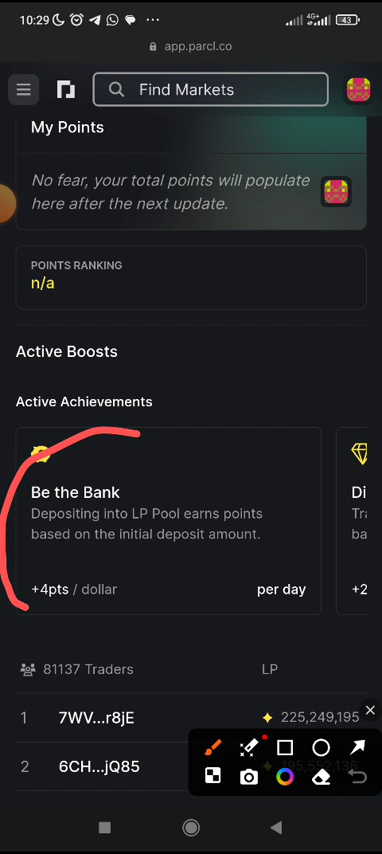 10:29 ... 4G+ 43
app.parcl.co
Find Markets
My Points
No fear, your total points will populate
here after the next update.
POINTS RANKING
n/a
Active Boosts
Active Achievements
Be the Bank
Depositing into LP Pool earns points
based on the initial deposit amount.
+4pts / dollar per day
Di
Tra
ba
+2
81137 Traders LP
1 7WV...r8jE 225,249,195
2 6CH...jQ85